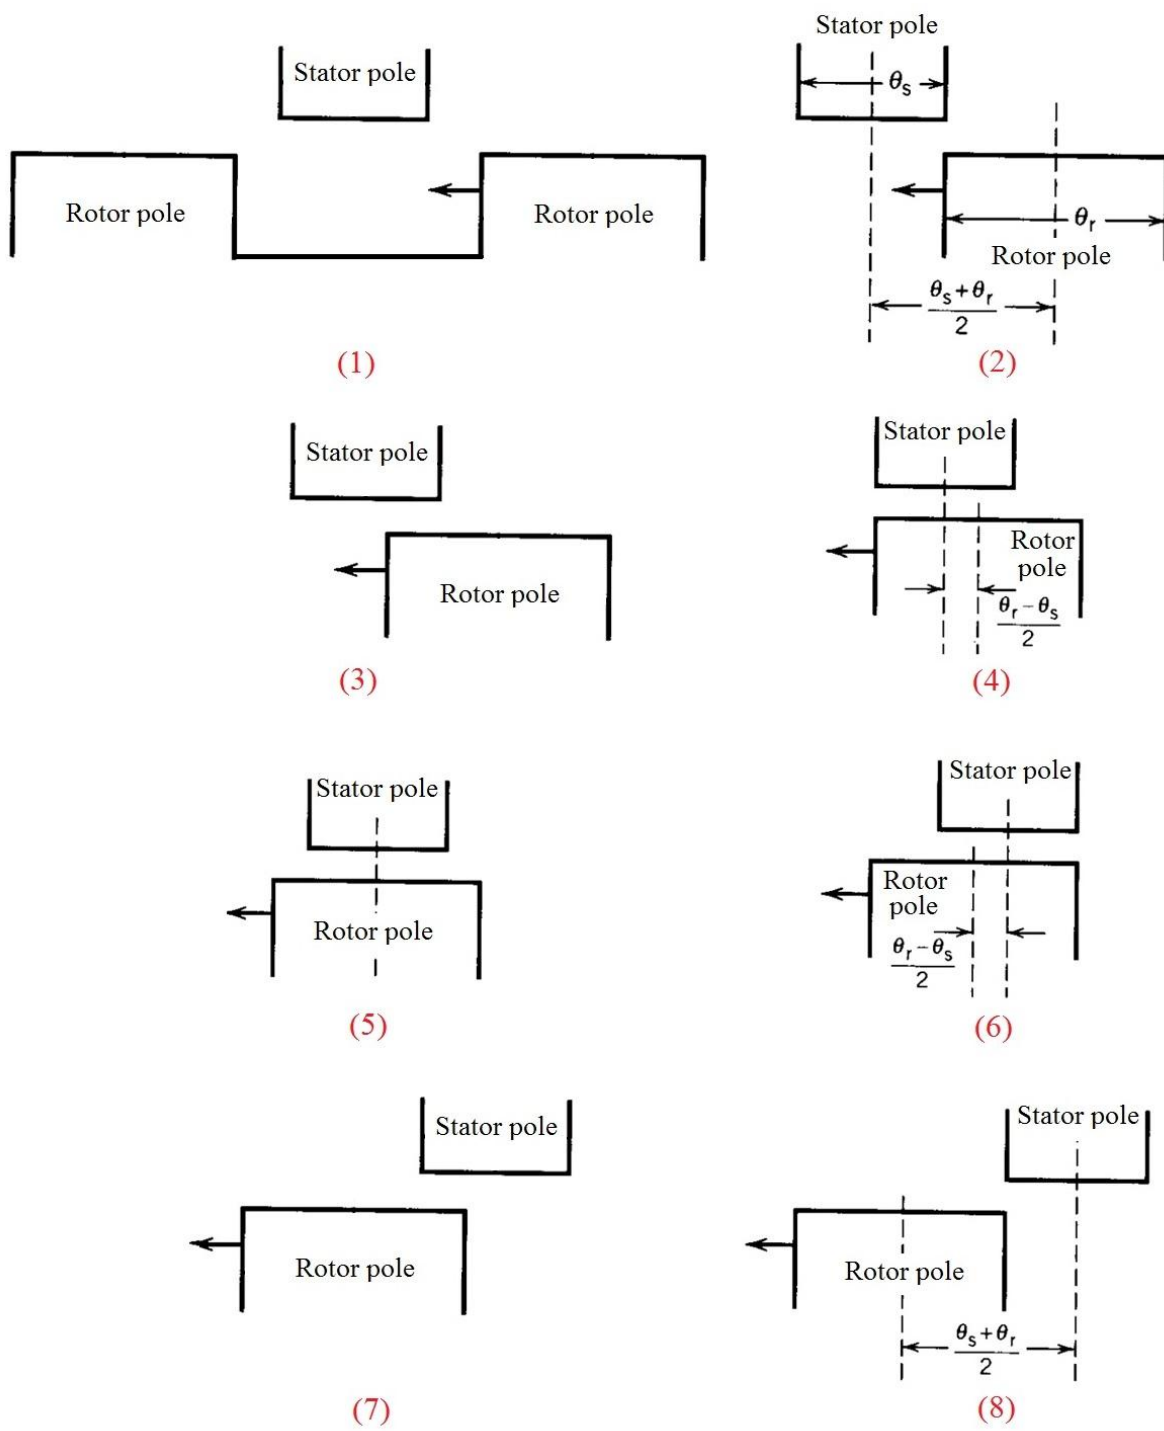 Stator pole
Rotor pole
Rotor pole
(1)
Stator pole
θs
θr
Rotor pole
θs+θr
2
(2)
Stator pole
Rotor pole
(3)
Stator pole
Rotor
pole
θr−θs
2
(4)
Stator pole
Rotor pole
(5)
Stator pole
Rotor
pole
θr−θs
2
(6)
Stator pole
Rotor pole
(7)
Stator pole
Rotor pole
θs+θr
2
(8)